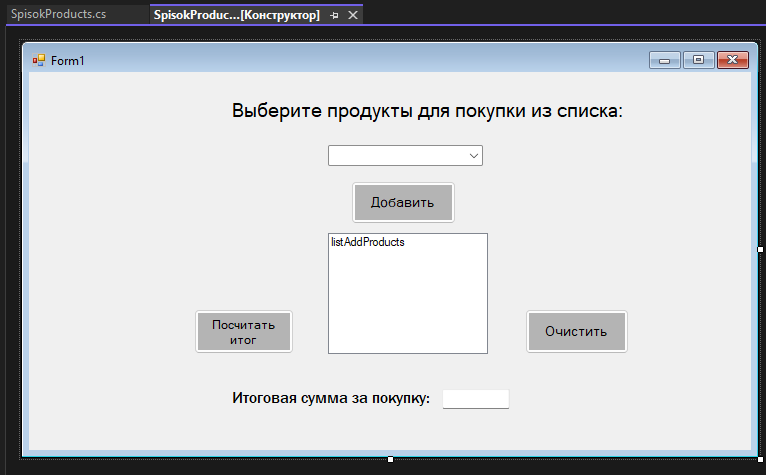 SpisokProducts.cs
SpisokProduc...[Конструктор]
Form1
Выберите продукты для покупки из списка:
Добавить
listAddProducts
Посчитать
итог
Очистить
Итоговая сумма за покупку: